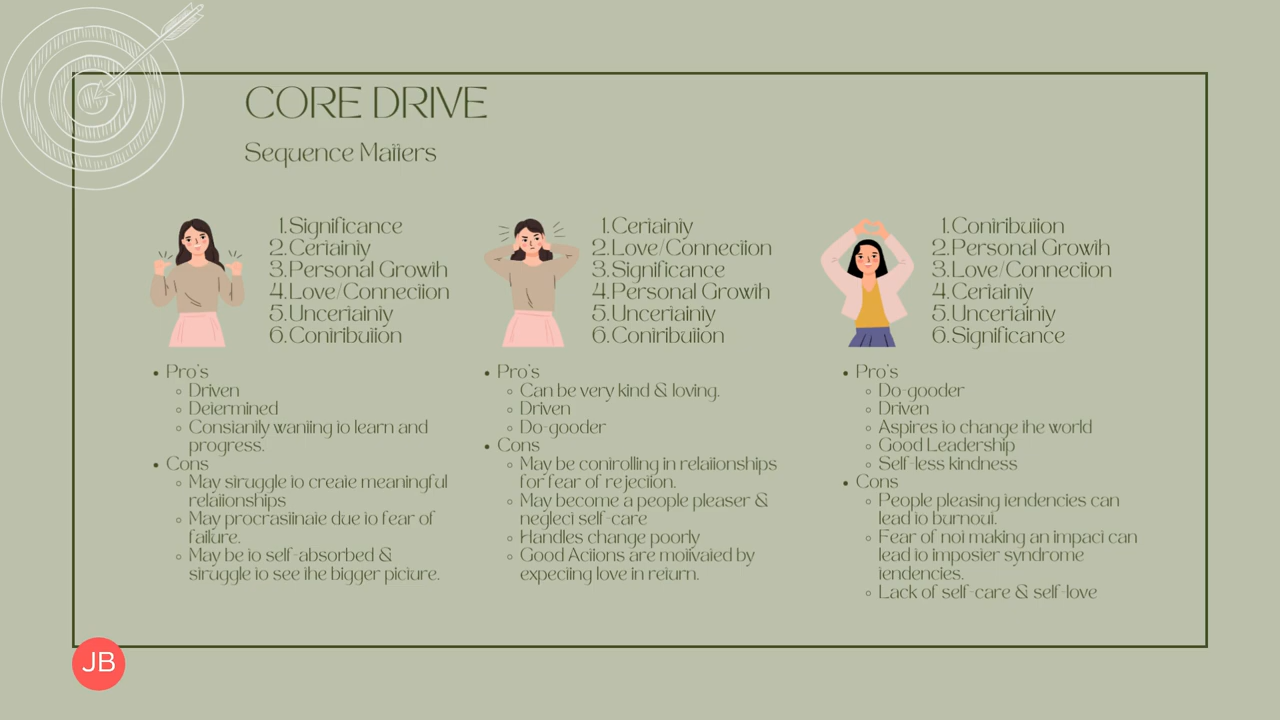 CORE DRIVE
Sequence Matters
1. Significance
2. Certainty
3. Personal Growth
4. Love/Connection
5. Uncertainty
6. Contribution
• Pro's
◦ Driven
◦ Determined
◦ Constantly wanting to learn and
progress.
• Cons
◦ May struggle to create meaningful
relationships
◦ May procrastinate due to fear of
failure.
◦ May be to self-absorbed &
struggle to see the bigger picture.
1. Certainty
2. Love/Connection
3. Significance
4. Personal Growth
5. Uncertainty
6. Contribution
• Pro's
◦ Can be very kind & loving.
◦ Driven
◦ Do-gooder
• Cons
◦ May be controlling in relationships
for fear of rejection.
◦ May become a people pleaser &
neglect self-care
◦ Handles change poorly
◦ Good Actions are motivated by
expecting love in return.
1. Contribution
2. Personal Growth
3. Love/Connection
4. Certainty
5. Uncertainty
6. Significance
• Pro's
◦ Do-gooder
◦ Driven
◦ Aspires to change the world
◦ Good Leadership
◦ Self-less kindness
• Cons
◦ People pleasing tendencies can
lead to burnout.
◦ Fear of not making an impact can
lead to imposter syndrome
tendencies.
◦ Lack of self-care & self-love
JB